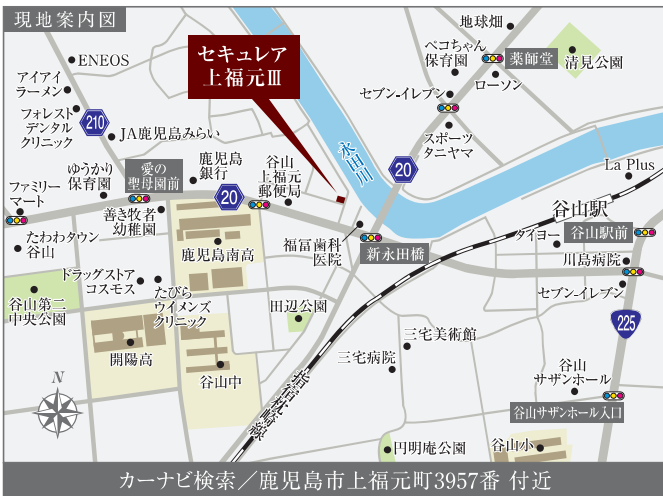 現地案内図
ENEOS
アイアイ
ラーメン
フォレスト
デンタル
クリニック
210
JA鹿児島みらい
セキュレア
上福元Ⅲ
地球畑
ペコちゃん
保育園
薬師堂
清見公園
ローソン
セブン-イレブン
スポーツ
タニヤマ
永田川
20
La Plus
ゆうかり
保育園
愛の
聖母園前
鹿児島
銀行
谷山
上福元
郵便局
ファミリー
マート
善き牧者
幼稚園
20
谷山駅
たわわタウン
谷山
鹿児島南高
福冨歯科
医院
新永田橋
タイヨー
谷山駅前
川島病院
セブン-イレブン
ドラッグストア
コスモス
たびら
ウイメンズ
クリニック
谷山第二
中央公園
田辺公園
225
開陽高
谷山中
三宅美術館
三宅病院
指宿枕崎線
谷山
サザンホール
谷山サザンホール入口
N
円明庵公園
谷山小
カーナビ検索／鹿児島市上福元町3957番 付近